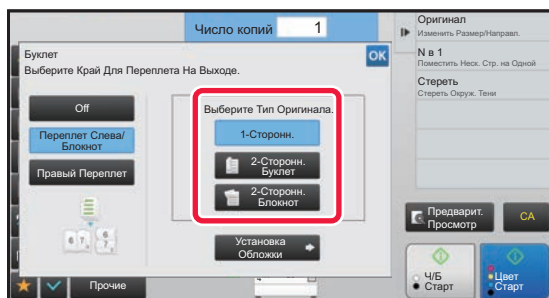 Число копий 1
Буклет
Выберите Край Для Переплета На Выходе.
OK
Off
Переплет Слева/
Блокнот
Правый Переплет
Выберите Тип Оригинала.
1-Сторонн.
2-Сторонн.
Буклет
2-Сторонн.
Блокнот
Установка
Обложки
Прочие
Оригинал
Изменить Размер/Направл.
N в 1
Поместить Неск. Стр. на Одной
Стереть
Стереть Окруж. Тени
Предварит.
Просмотр
CA
Ч/Б
Старт
Цвет
Старт